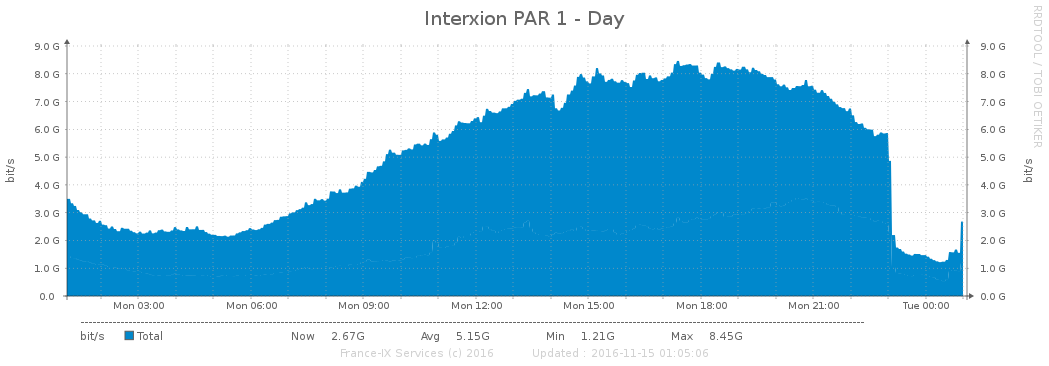 Interxion PAR 1 - Day
RRDTOOL / TOBI OETIKER
bit/s
9.0 G 9.0 G
8.0 G 8.0 G
7.0 G 7.0 G
6.0 G 6.0 G
5.0 G 5.0 G
4.0 G 4.0 G
3.0 G 3.0 G
2.0 G 2.0 G
1.0 G 1.0 G
0.0 0.0 G
bit/s
Mon 03:00 Mon 06:00 Mon 09:00 Mon 12:00 Mon 15:00 Mon 18:00 Mon 21:00 Tue 00:00
bit/s Total Now 2.67G Avg 5.15G Min 1.21G Max 8.45G
France-IX Services (c) 2016 Updated : 2016-11-15 01:05:06